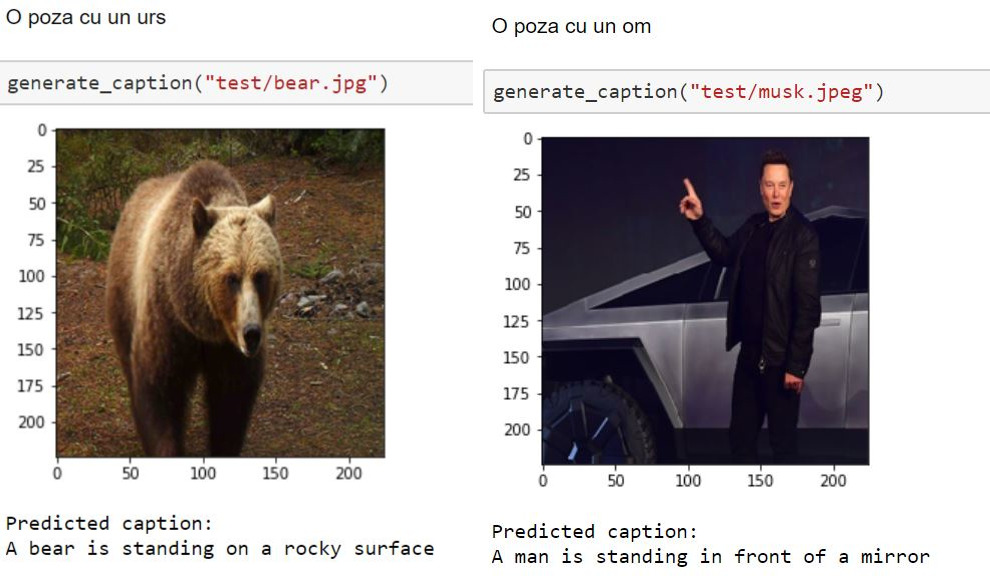 O poza cu un urs
generate_caption("test/bear.jpg")
0
25
50
75
100
125
150
175
200
0 50 100 150 200
Predicted caption:
A bear is standing on a rocky surface
O poza cu un om
generate_caption("test/musk.jpeg")
0
25
50
75
100
125
150
175
200
0 50 100 150 200
Predicted caption:
A man is standing in front of a mirror